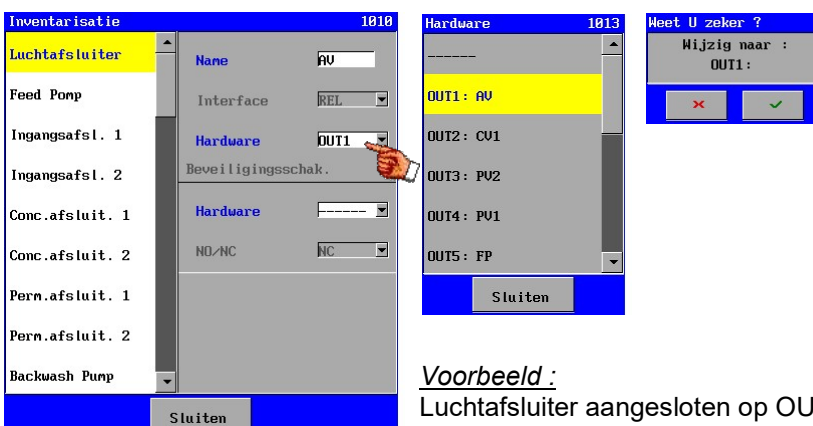 Inventarisatie 1010
Luchtafsluiter
Feed Pomp
Ingangsafsl. 1
Ingangsafsl. 2
Conc.afsluit. 1
Conc.afsluit. 2
Perm.afsluit. 1
Perm.afsluit. 2
Backwash Pump
Name AV
Interface REL
Hardware OUT1
Beveiligingsschak.
Hardware ------
NO/NC NC
Sluiten
Hardware 1013
------
OUT1: AV
OUT2: CV1
OUT3: PV2
OUT4: PV1
OUT5: FP
Sluiten
Weet U zeker ?
Wijzig naar :
OUT1:
Voorbeeld :
Luchtafsluiter aangesloten op OU